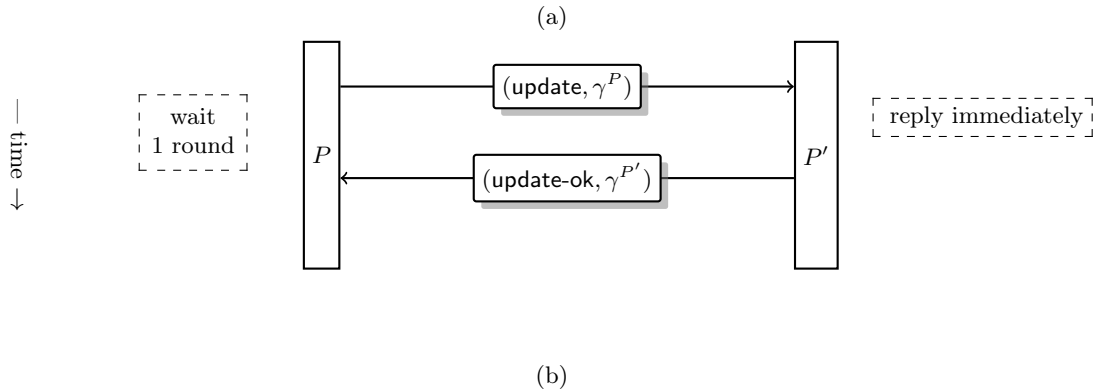 (a)
(update, γ^P)
— time →
wait
1 round
reply immediately
P
P′
(update-ok, γ^{P′})
(b)